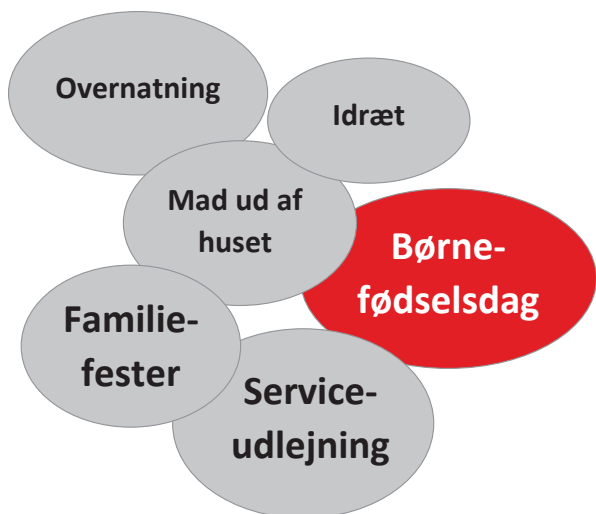 Overnatning
Idræt
Mad ud af
huset
Børne-
fødselsdag
Familie-
fester
Service-
udlejning